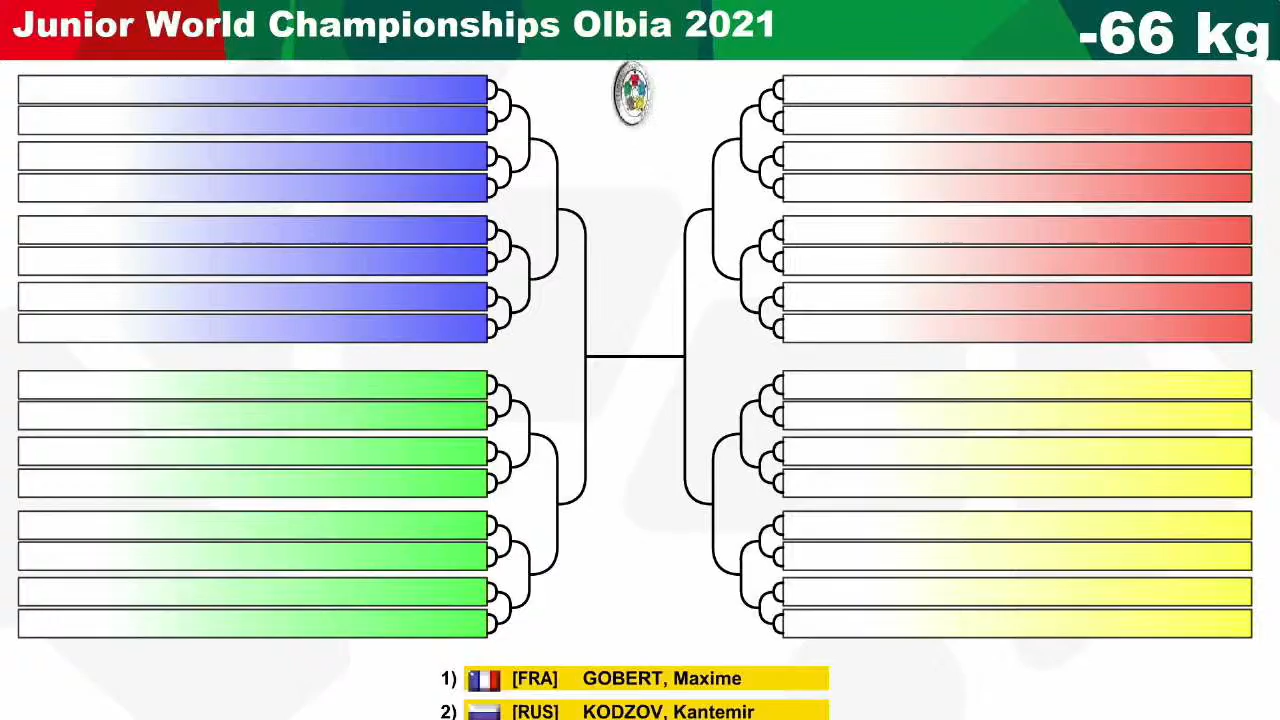 Junior World Championships Olbia 2021
-66 kg
1) [FRA] GOBERT, Maxime
2) [RUS] KODZOV, Kantemir